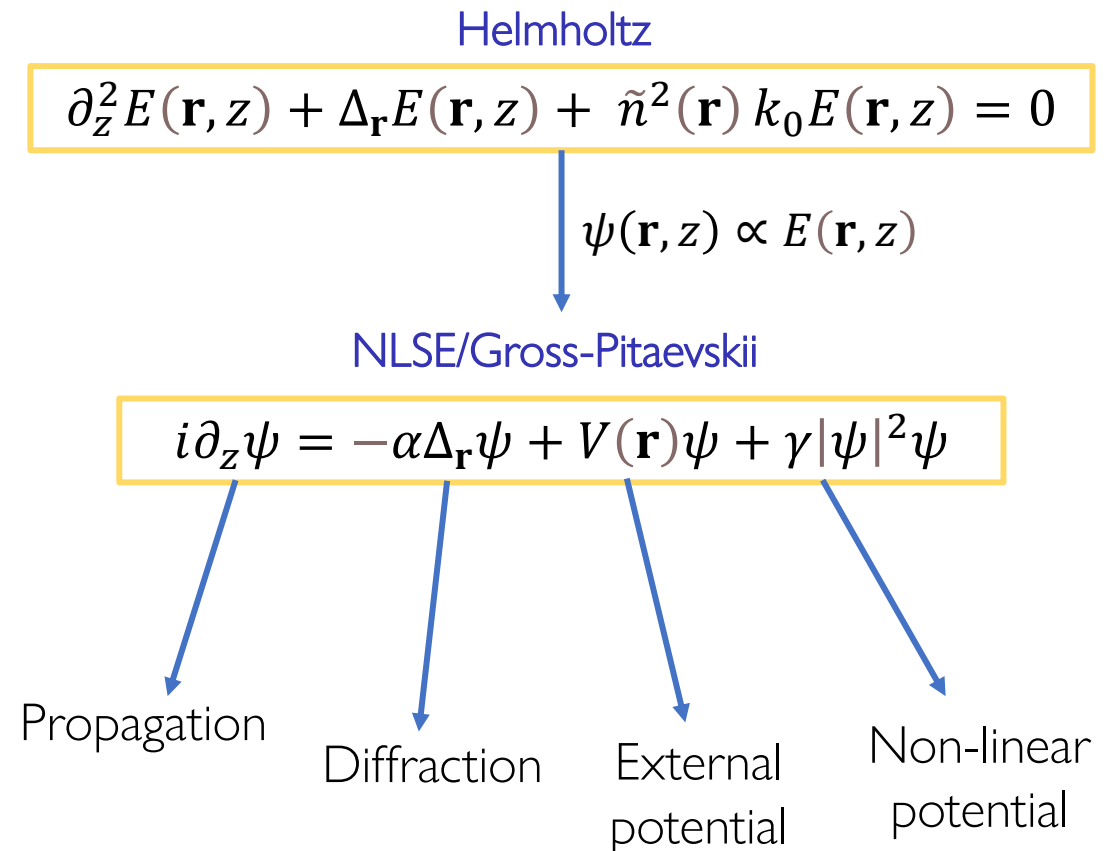 Helmholtz
∂_z^2 E(𝐫, z) + Δ_𝐫 E(𝐫, z) + ñ^2(𝐫) k_0 E(𝐫, z) = 0
ψ(𝐫, z) ∝ E(𝐫, z)
NLSE/Gross-Pitaevskii
i∂_z ψ = −αΔ_𝐫 ψ + V(𝐫)ψ + γ|ψ|^2 ψ
Propagation
Diffraction
External
potential
Non-linear
potential